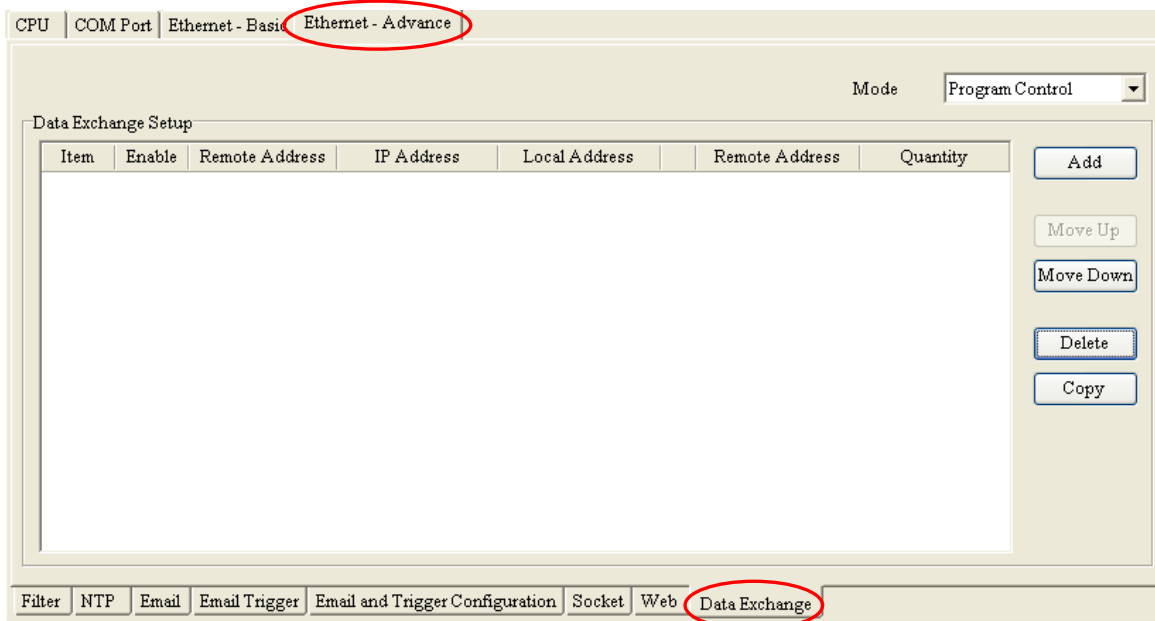 CPU COM Port Ethernet - Basic Ethernet - Advance
Mode Program Control
Data Exchange Setup
Item Enable Remote Address IP Address Local Address Remote Address Quantity
Add
Move Up
Move Down
Delete
Copy
Filter NTP Email Email Trigger Email and Trigger Configuration Socket Web Data Exchange